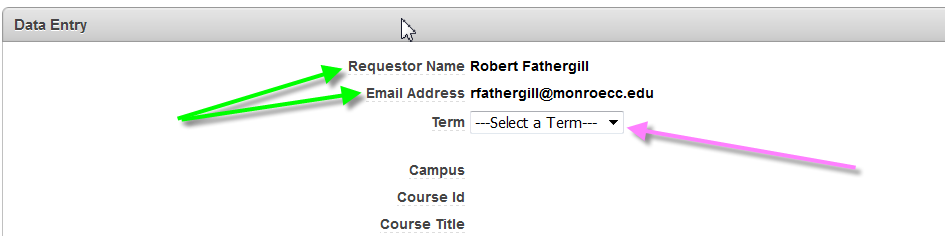 Data Entry
Requestor Name Robert Fathergill
Email Address rfathergill@monroecc.edu
Term ---Select a Term---
Campus
Course Id
Course Title